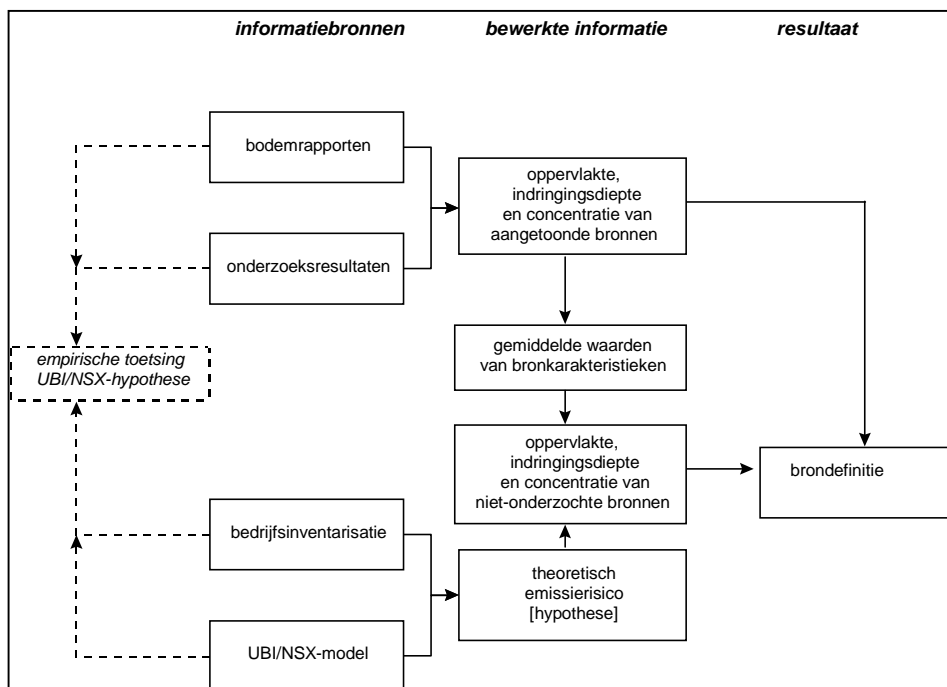 informatiebronnen
bewerkte informatie
resultaat
bodemrapporten
onderzoeksresultaten
oppervlakte,
indringingsdiepte
en concentratie van
aangetoonde bronnen
empirische toetsing
UBI/NSX-hypothese
gemiddelde waarden
van bronkarakteristieken
oppervlakte,
indringingsdiepte
en concentratie van
niet-onderzochte bronnen
brondefinitie
bedrijfsinventarisatie
theoretisch
emissierisico
[hypothese]
UBI/NSX-model